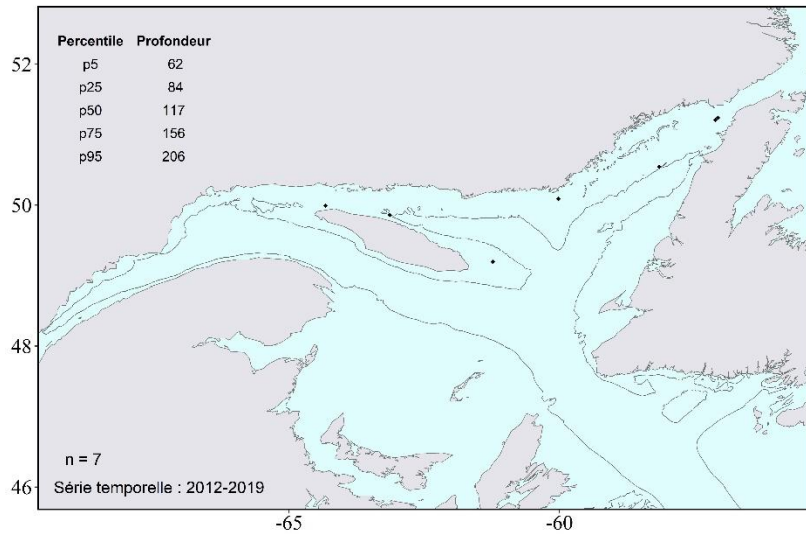 Percentile Profondeur
p5 62
p25 84
p50 117
p75 156
p95 206
52
50
48
46
n = 7
Série temporelle : 2012-2019
-65 -60